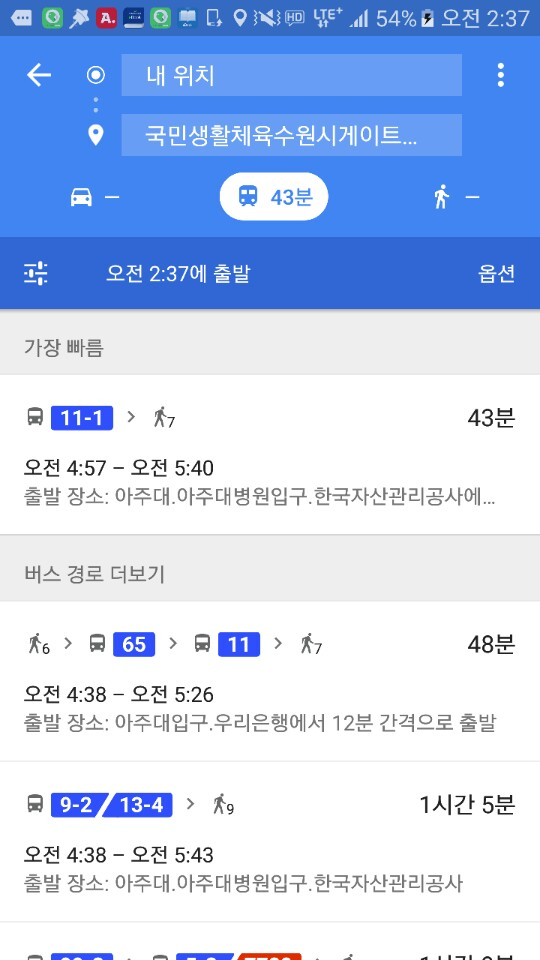 A. HD LTE+ 54% 오전 2:37
내 위치
국민생활체육수원시게이트...
– 43분 –
오전 2:37에 출발 옵션
가장 빠름
11-1 > 7 43분
오전 4:57 – 오전 5:40
출발 장소: 아주대.아주대병원입구.한국자산관리공사에...
버스 경로 더보기
6 > 65 > 11 > 7 48분
오전 4:38 – 오전 5:26
출발 장소: 아주대입구.우리은행에서 12분 간격으로 출발
9-2 / 13-4 > 9 1시간 5분
오전 4:38 – 오전 5:43
출발 장소: 아주대.아주대병원입구.한국자산관리공사